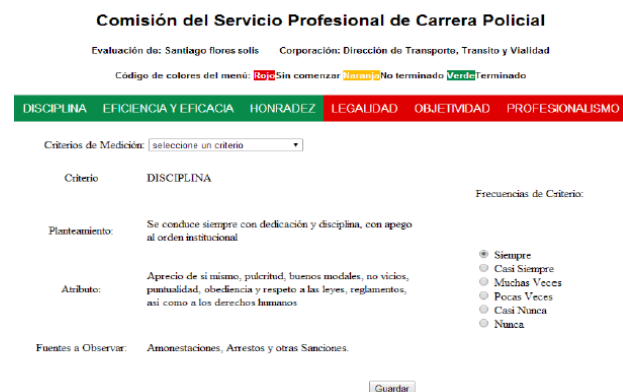 Comisión del Servicio Profesional de Carrera Policial
Evaluación de: Santiago flores solis Corporación: Dirección de Transporte, Transito y Vialidad
Código de colores del menú: Rojo Sin comenzar Naranja No terminado Verde Terminado
DISCIPLINA EFICIENCIA Y EFICACIA HONRADEZ LEGALIDAD OBJETIVIDAD PROFESIONALISMO
Criterios de Medición: seleccione un criterio
Criterio DISCIPLINA
Frecuencias de Criterio:
Planteamiento: Se conduce siempre con dedicación y disciplina, con apego
al orden institucional
Atributo: Aprecio de si mismo, pulcritud, buenos modales, no vicios,
puntualidad, obediencia y respeto a las leyes, reglamentos,
asi como a los derechos humanos
Siempre
Casi Siempre
Muchas Veces
Pocas Veces
Casi Nunca
Nunca
Fuentes a Observar: Amonestaciones, Arrestos y otras Sanciones.
Guardar